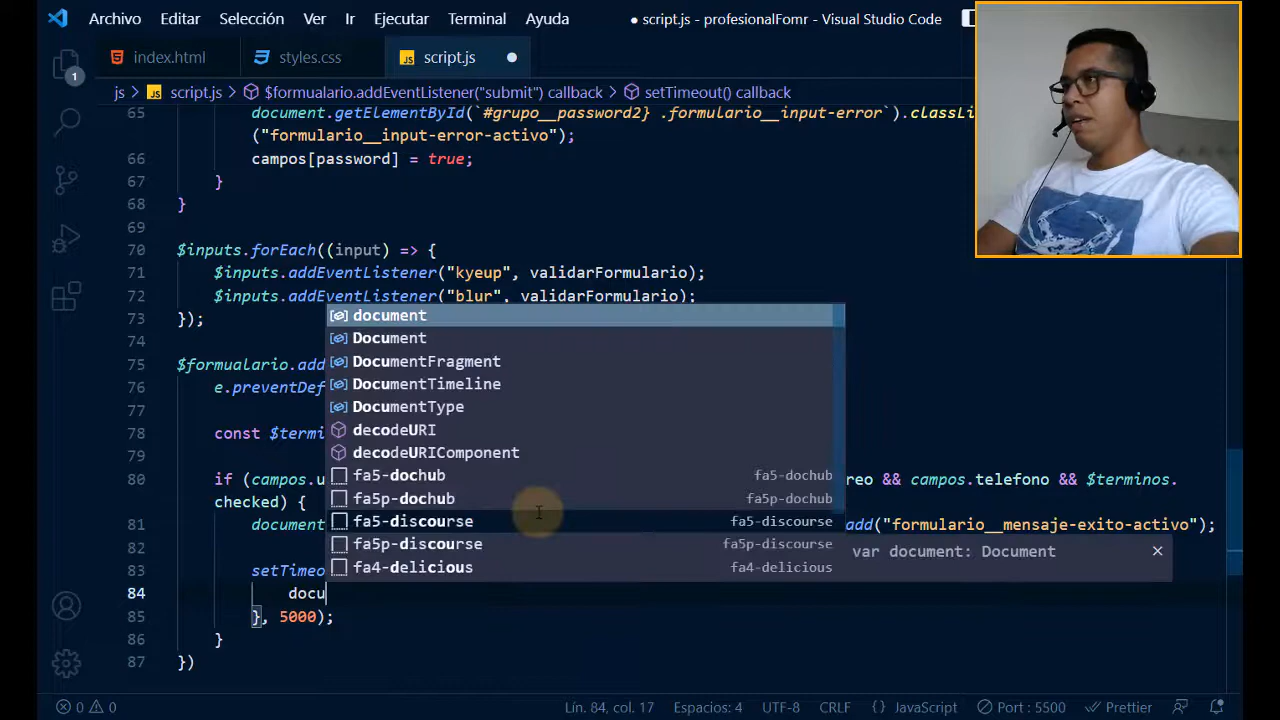 Archivo Editar Selección Ver Ir Ejecutar Terminal Ayuda ● script.js - profesionalFomr - Visual Studio Code
index.html styles.css JS script.js
1
js > JS script.js > $formualario.addEventListener("submit") callback > setTimeout() callback
65 document.getElementById(`#grupo__password2} .formulario__input-error`).classLi
("formulario__input-error-activo");
66 campos[password] = true;
67 }
68 }
69
70 $inputs.forEach((input) => {
71 $inputs.addEventListener("kyeup", validarFormulario);
72 $inputs.addEventListener("blur", validarFormulario);
73 });
74
75 $formualario.add
76 e.preventDef
77
78 const $termi
79
80 if (campos.u reo && campos.telefono && $terminos.
checked) {
81 document add("formulario__mensaje-exito-activo");
83 setTimeo
84 docu
85 }, 5000);
86 }
87 })
document
Document
DocumentFragment
DocumentTimeline
DocumentType
decodeURI
decodeURIComponent
fa5-dochub fa5-dochub
fa5p-dochub fa5p-dochub
fa5-discourse fa5-discourse
fa5p-discourse fa5p-discourse
fa4-delicious fa4-delicious
var document: Document
0 0 Lín. 84, col. 17 Espacios: 4 UTF-8 CRLF {} JavaScript Port : 5500 Prettier